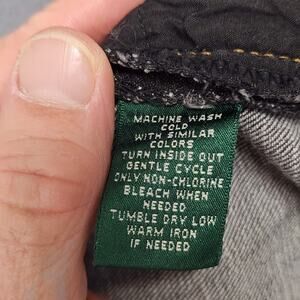 MACHINE WASH
COLD
WITH SIMILAR
COLORS
TURN INSIDE OUT
GENTLE CYCLE
ONLY NON-CHLORINE
BLEACH WHEN
NEEDED
TUMBLE DRY LOW
WARM IRON
IF NEEDED